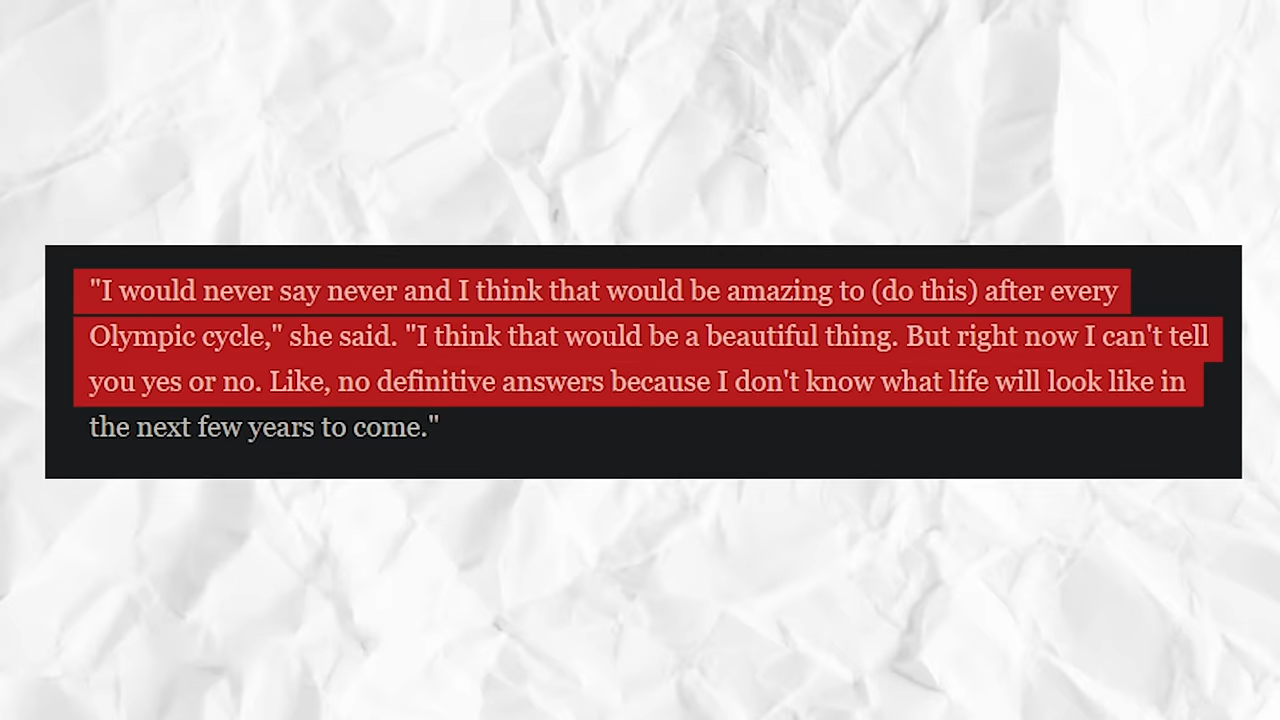 "I would never say never and I think that would be amazing to (do this) after every
Olympic cycle," she said. "I think that would be a beautiful thing. But right now I can't tell
you yes or no. Like, no definitive answers because I don't know what life will look like in
the next few years to come."